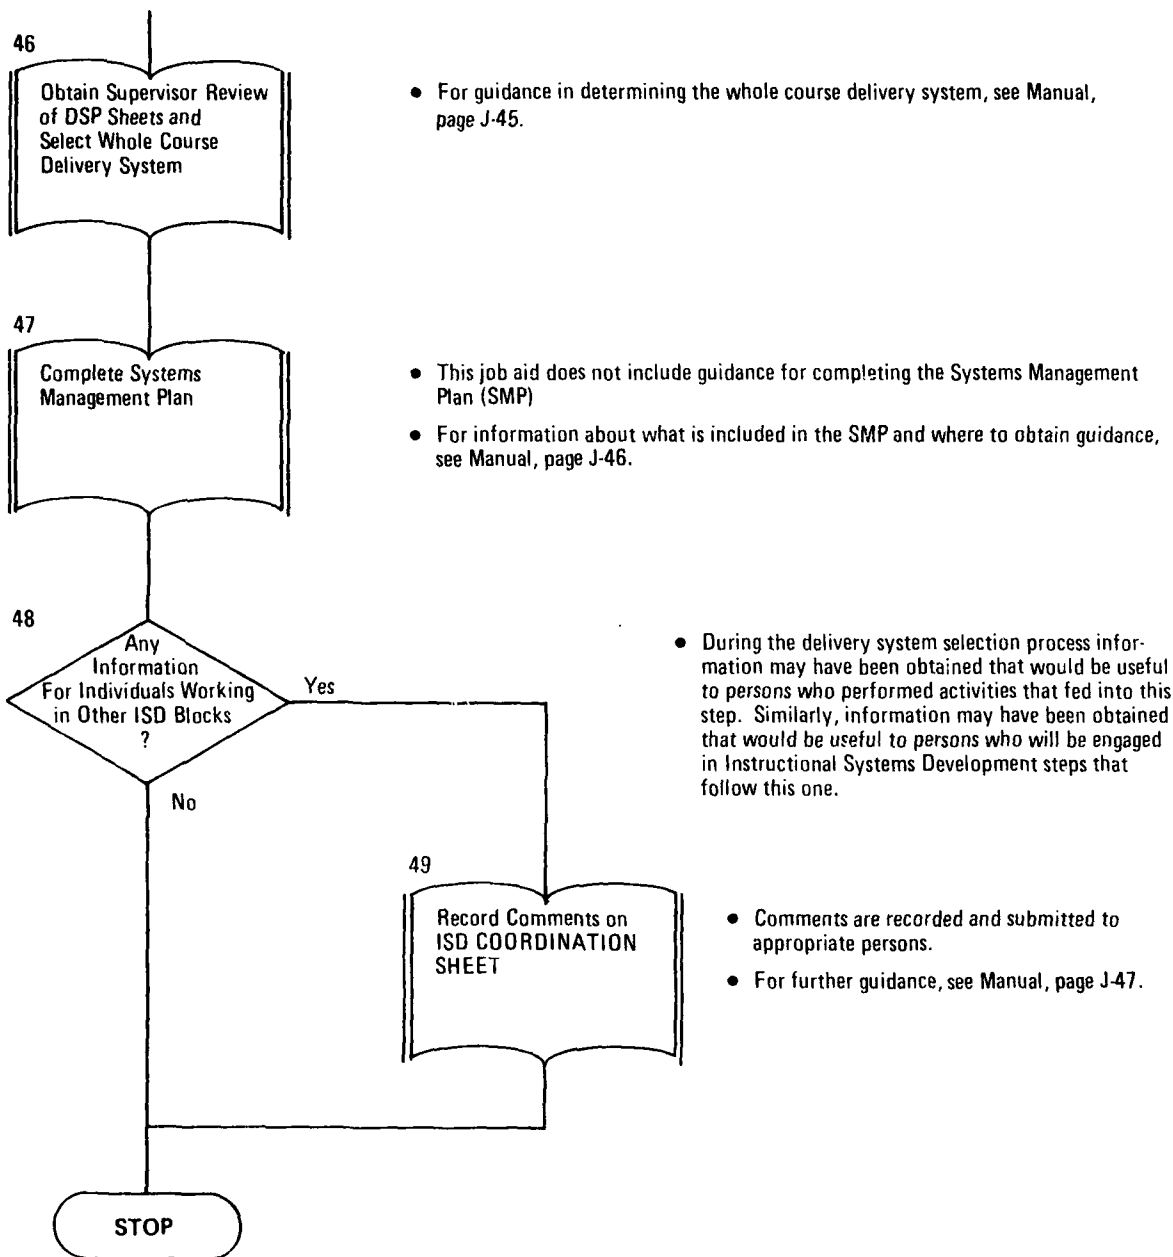 46
Obtain Supervisor Review
of DSP Sheets and
Select Whole Course
Delivery System
• For guidance in determining the whole course delivery system, see Manual,
page J-45.
47
Complete Systems
Management Plan
• This job aid does not include guidance for completing the Systems Management
Plan (SMP)
• For information about what is included in the SMP and where to obtain guidance,
see Manual, page J-46.
48
Any
Information
For Individuals Working
in Other ISD Blocks
?
Yes
No
• During the delivery system selection process infor-
mation may have been obtained that would be useful
to persons who performed activities that fed into this
step. Similarly, information may have been obtained
that would be useful to persons who will be engaged
in Instructional Systems Development steps that
follow this one.
49
Record Comments on
ISD COORDINATION
SHEET
• Comments are recorded and submitted to
appropriate persons.
• For further guidance, see Manual, page J-47.
STOP